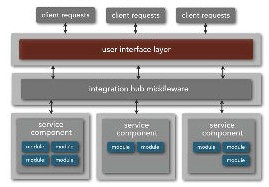 client requests
client requests
client requests
user interface layer
integration hub middleware
service
component
module
module
module
module
service
component
module
module
service
component
module
module
module